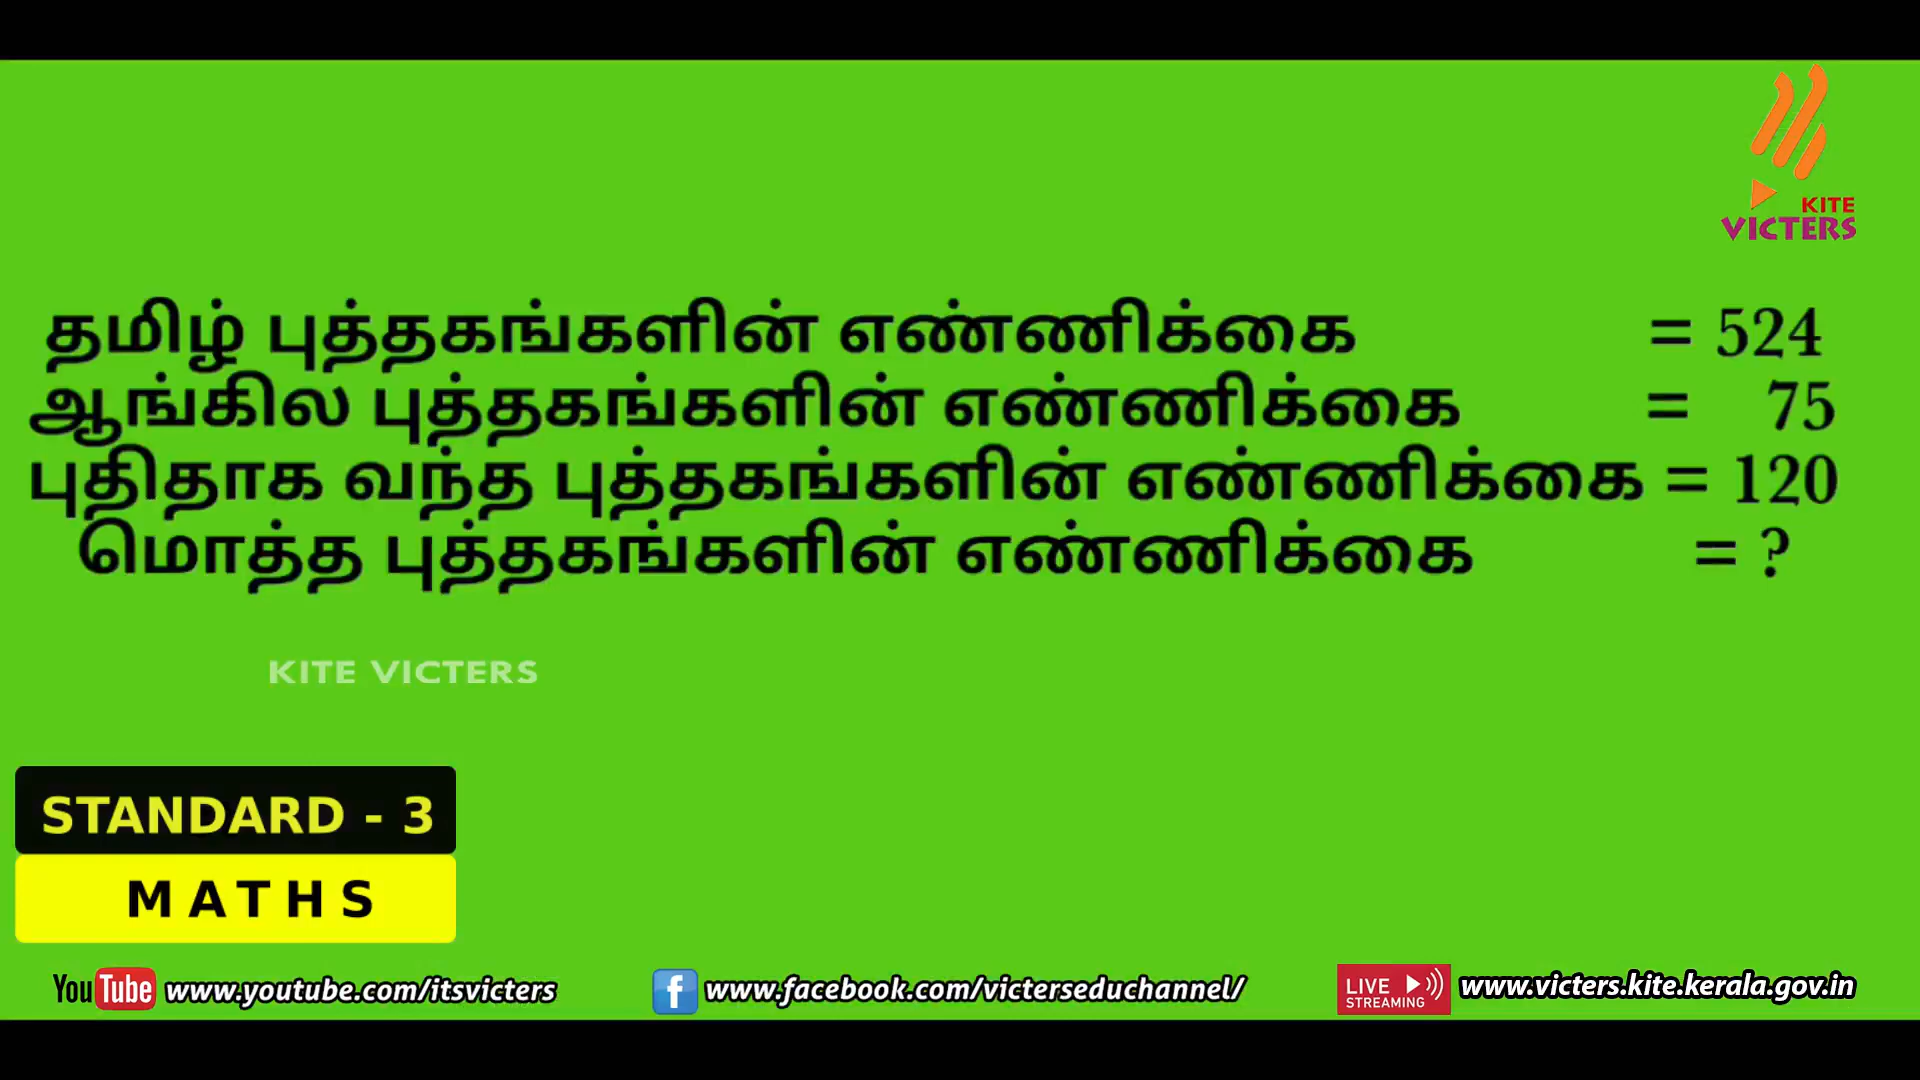 KITE
VICTERS
தமிழ் புத்தகங்களின் எண்ணிக்கை = 524
ஆங்கில புத்தகங்களின் எண்ணிக்கை = 75
புதிதாக வந்த புத்தகங்களின் எண்ணிக்கை = 120
மொத்த புத்தகங்களின் எண்ணிக்கை = ?
KITE VICTERS
STANDARD - 3
MATHS
YouTube www.youtube.com/itsvicters
f www.facebook.com/victerseduchannel/
LIVE STREAMING www.victers.kite.kerala.gov.in